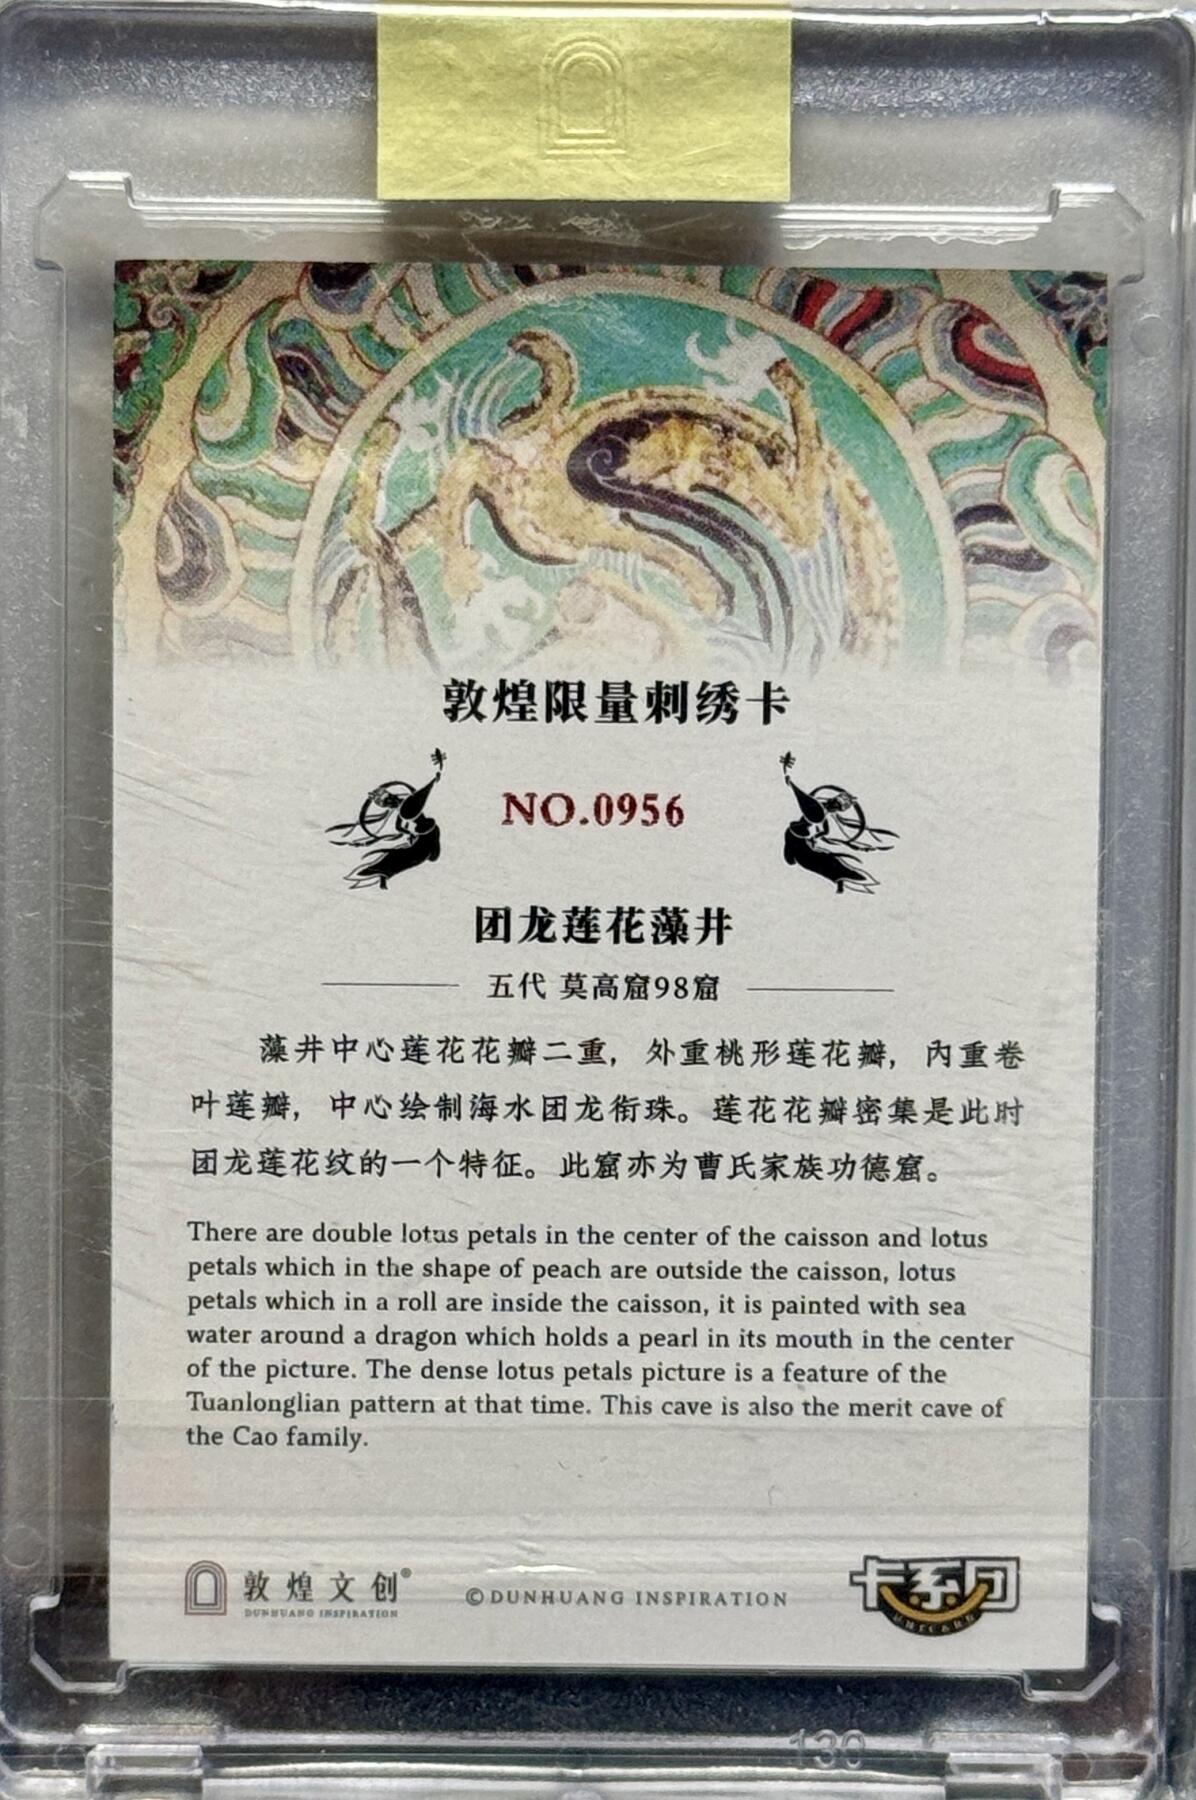 敦煌限量刺绣卡
NO.0956
团龙莲花藻井
五代 莫高窟98窟
藻井中心莲花花瓣二重，外重桃形莲花瓣，内重卷
叶莲瓣，中心绘制海水团龙衔珠。莲花花瓣密集是此时
团龙莲花纹的一个特征。此窟亦为曹氏家族功德窟。
There are double lotus petals in the center of the caisson and lotus
petals which in the shape of peach are outside the caisson, lotus
petals which in a roll are inside the caisson, it is painted with sea
water around a dragon which holds a pearl in its mouth in the center
of the picture. The dense lotus petals picture is a feature of the
Tuanlonglian pattern at that time. This cave is also the merit cave of
the Cao family.
敦煌文创®
DUNHUANG INSPIRATION
© DUNHUANG INSPIRATION
卡系团
130